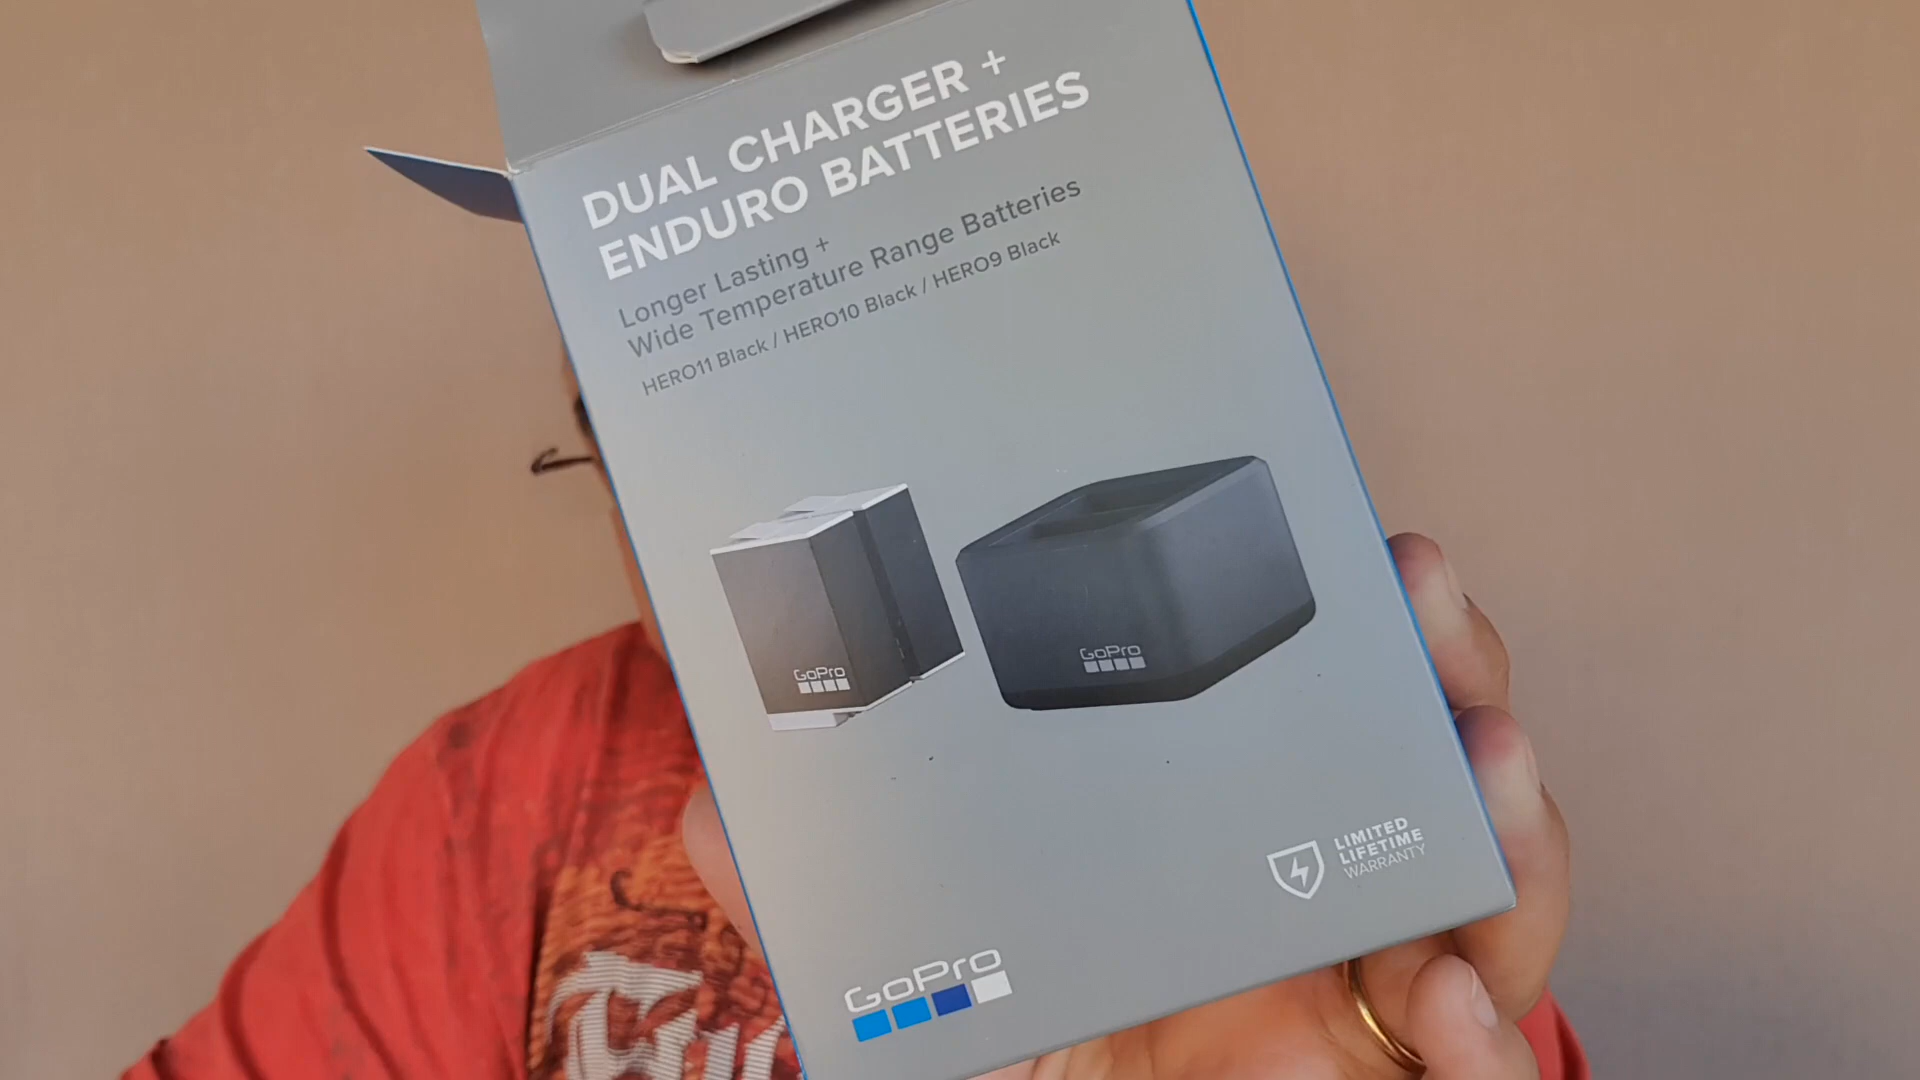 DUAL CHARGER +
ENDURO BATTERIES
Longer Lasting +
Wide Temperature Range Batteries
HERO11 Black / HERO10 Black / HERO9 Black
GoPro
GoPro
LIMITED
LIFETIME
WARRANTY
GoPro